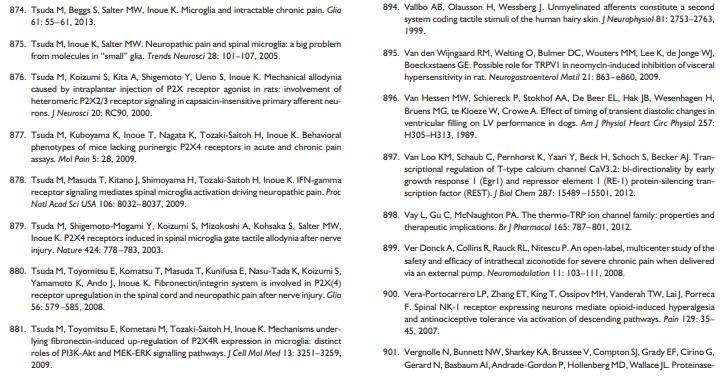 874. Tsuda M, Beggs S, Salter MW, Inoue K. Microglia and intractable chronic pain. Glia
61: 55–61, 2013.
875. Tsuda M, Inoue K, Salter MW. Neuropathic pain and spinal microglia: a big problem
from molecules in “small” glia. Trends Neurosci 28: 101–107, 2005.
876. Tsuda M, Koizumi S, Kita A, Shigemoto Y, Ueno S, Inoue K. Mechanical allodynia
caused by intraplantar injection of P2X receptor agonist in rats: involvement of
heteromeric P2X2/3 receptor signaling in capsaicin-insensitive primary afferent neu-
rons. J Neurosci 20: RC90, 2000.
877. Tsuda M, Kuboyama K, Inoue T, Nagata K, Tozaki-Saitoh H, Inoue K. Behavioral
phenotypes of mice lacking purinergic P2X4 receptors in acute and chronic pain
assays. Mol Pain 5: 28, 2009.
878. Tsuda M, Masuda T, Kitano J, Shimoyama H, Tozaki-Saitoh H, Inoue K. IFN-gamma
receptor signaling mediates spinal microglia activation driving neuropathic pain. Proc
Natl Acad Sci USA 106: 8032–8037, 2009.
879. Tsuda M, Shigemoto-Mogami Y, Koizumi S, Mizokoshi A, Kohsaka S, Salter MW,
Inoue K. P2X4 receptors induced in spinal microglia gate tactile allodynia after nerve
injury. Nature 424: 778–783, 2003.
880. Tsuda M, Toyomitsu E, Komatsu T, Masuda T, Kunifusa E, Nasu-Tada K, Koizumi S,
Yamamoto K, Ando J, Inoue K. Fibronectin/integrin system is involved in P2X(4)
receptor upregulation in the spinal cord and neuropathic pain after nerve injury. Glia
56: 579–585, 2008.
881. Tsuda M, Toyomitsu E, Kometani M, Tozaki-Saitoh H, Inoue K. Mechanisms under-
lying fibronectin-induced up-regulation of P2X4R expression in microglia: distinct
roles of PI3K-Akt and MEK-ERK signalling pathways. J Cell Mol Med 13: 3251–3259,
2009.
894. Vallbo AB, Olausson H, Wessberg J. Unmyelinated afferents constitute a second
system coding tactile stimuli of the human hairy skin. J Neurophysiol 81: 2753–2763,
1999.
895. Van den Wijngaard RM, Welting O, Bulmer DC, Wouters MM, Lee K, de Jonge WJ,
Boeckxstaens GE. Possible role for TRPV1 in neomycin-induced inhibition of visceral
hypersensitivity in rat. Neurogastroenterol Motil 21: 863–e860, 2009.
896. Van Hessen MW, Schiereck P, Stokhof AA, De Beer EL, Hak JB, Wesenhagen H,
Bruens MG, te Kloeze W, Crowe A. Effect of timing of transient diastolic changes in
ventricular filling on LV performance in dogs. Am J Physiol Heart Circ Physiol 257:
H305–H313, 1989.
897. Van Loo KM, Schaub C, Pernhorst K, Yaari Y, Beck H, Schoch S, Becker AJ. Tran-
scriptional regulation of T-type calcium channel CaV3.2: bi-directionality by early
growth response 1 (Egr1) and repressor element 1 (RE-1) protein-silencing tran-
scription factor (REST). J Biol Chem 287: 15489–15501, 2012.
898. Vay L, Gu C, McNaughton PA. The thermo-TRP ion channel family: properties and
therapeutic implications. Br J Pharmacol 165: 787–801, 2012.
899. Ver Donck A, Collins R, Rauck RL, Nitescu P. An open-label, multicenter study of the
safety and efficacy of intrathecal ziconotide for severe chronic pain when delivered
via an external pump. Neuromodulation 11: 103–111, 2008.
900. Vera-Portocarrero LP, Zhang ET, King T, Ossipov MH, Vanderah TW, Lai J, Porreca
F. Spinal NK-1 receptor expressing neurons mediate opioid-induced hyperalgesia
and antinociceptive tolerance via activation of descending pathways. Pain 129: 35–
45, 2007.
901. Vergnolle N, Bunnett NW, Sharkey KA, Brussee V, Compton SJ, Grady EF, Cirino G,
Gerard N, Basbaum AI, Andrade-Gordon P, Hollenberg MD, Wallace JL. Proteinase-